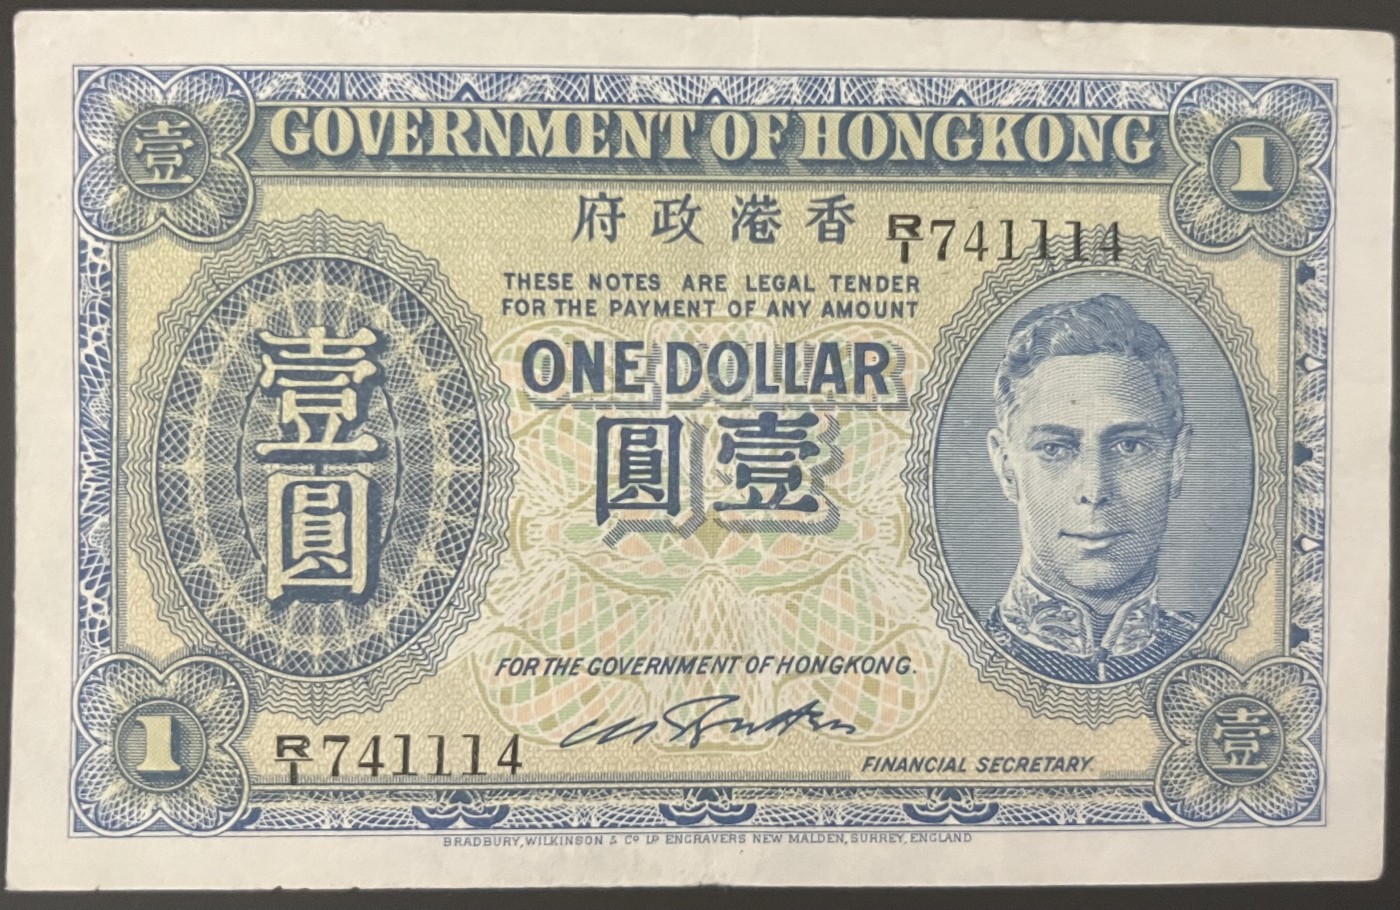 壹
GOVERNMENT OF HONGKONG
1
府政港香
R/1 741114
THESE NOTES ARE LEGAL TENDER
FOR THE PAYMENT OF ANY AMOUNT
ONE DOLLAR
圓壹
壹
圓
FOR THE GOVERNMENT OF HONGKONG.
FINANCIAL SECRETARY.
1
R/1 741114
壹
BRADBURY, WILKINSON & Cº Lᴰ ENGRAVERS NEW MALDEN, SURREY, ENGLAND